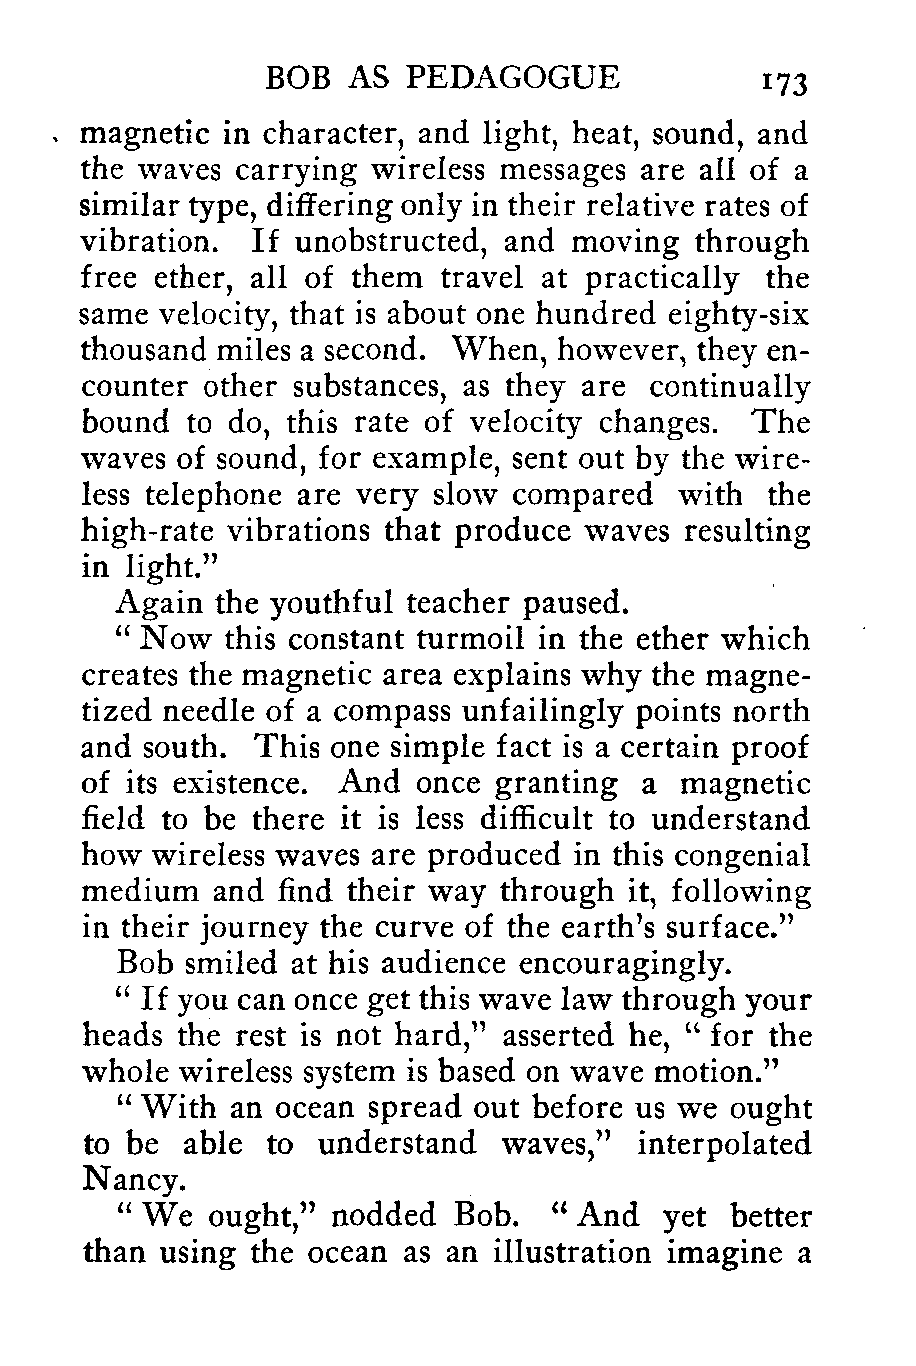 BOB AS PEDAGOGUE 173
magnetic in character, and light, heat, sound, and
the waves carrying wireless messages are all of a
similar type, differing only in their relative rates of
vibration. If unobstructed, and moving through
free ether, all of them travel at practically the
same velocity, that is about one hundred eighty-six
thousand miles a second. When, however, they en-
counter other substances, as they are continually
bound to do, this rate of velocity changes. The
waves of sound, for example, sent out by the wire-
less telephone are very slow compared with the
high-rate vibrations that produce waves resulting
in light."
Again the youthful teacher paused.
" Now this constant turmoil in the ether which
creates the magnetic area explains why the magne-
tized needle of a compass unfailingly points north
and south. This one simple fact is a certain proof
of its existence. And once granting a magnetic
field to be there it is less difficult to understand
how wireless waves are produced in this congenial
medium and find their way through it, following
in their journey the curve of the earth's surface."
Bob smiled at his audience encouragingly.
" If you can once get this wave law through your
heads the rest is not hard," asserted he, " for the
whole wireless system is based on wave motion."
" With an ocean spread out before us we ought
to be able to understand waves," interpolated
Nancy.
" We ought," nodded Bob. " And yet better
than using the ocean as an illustration imagine a